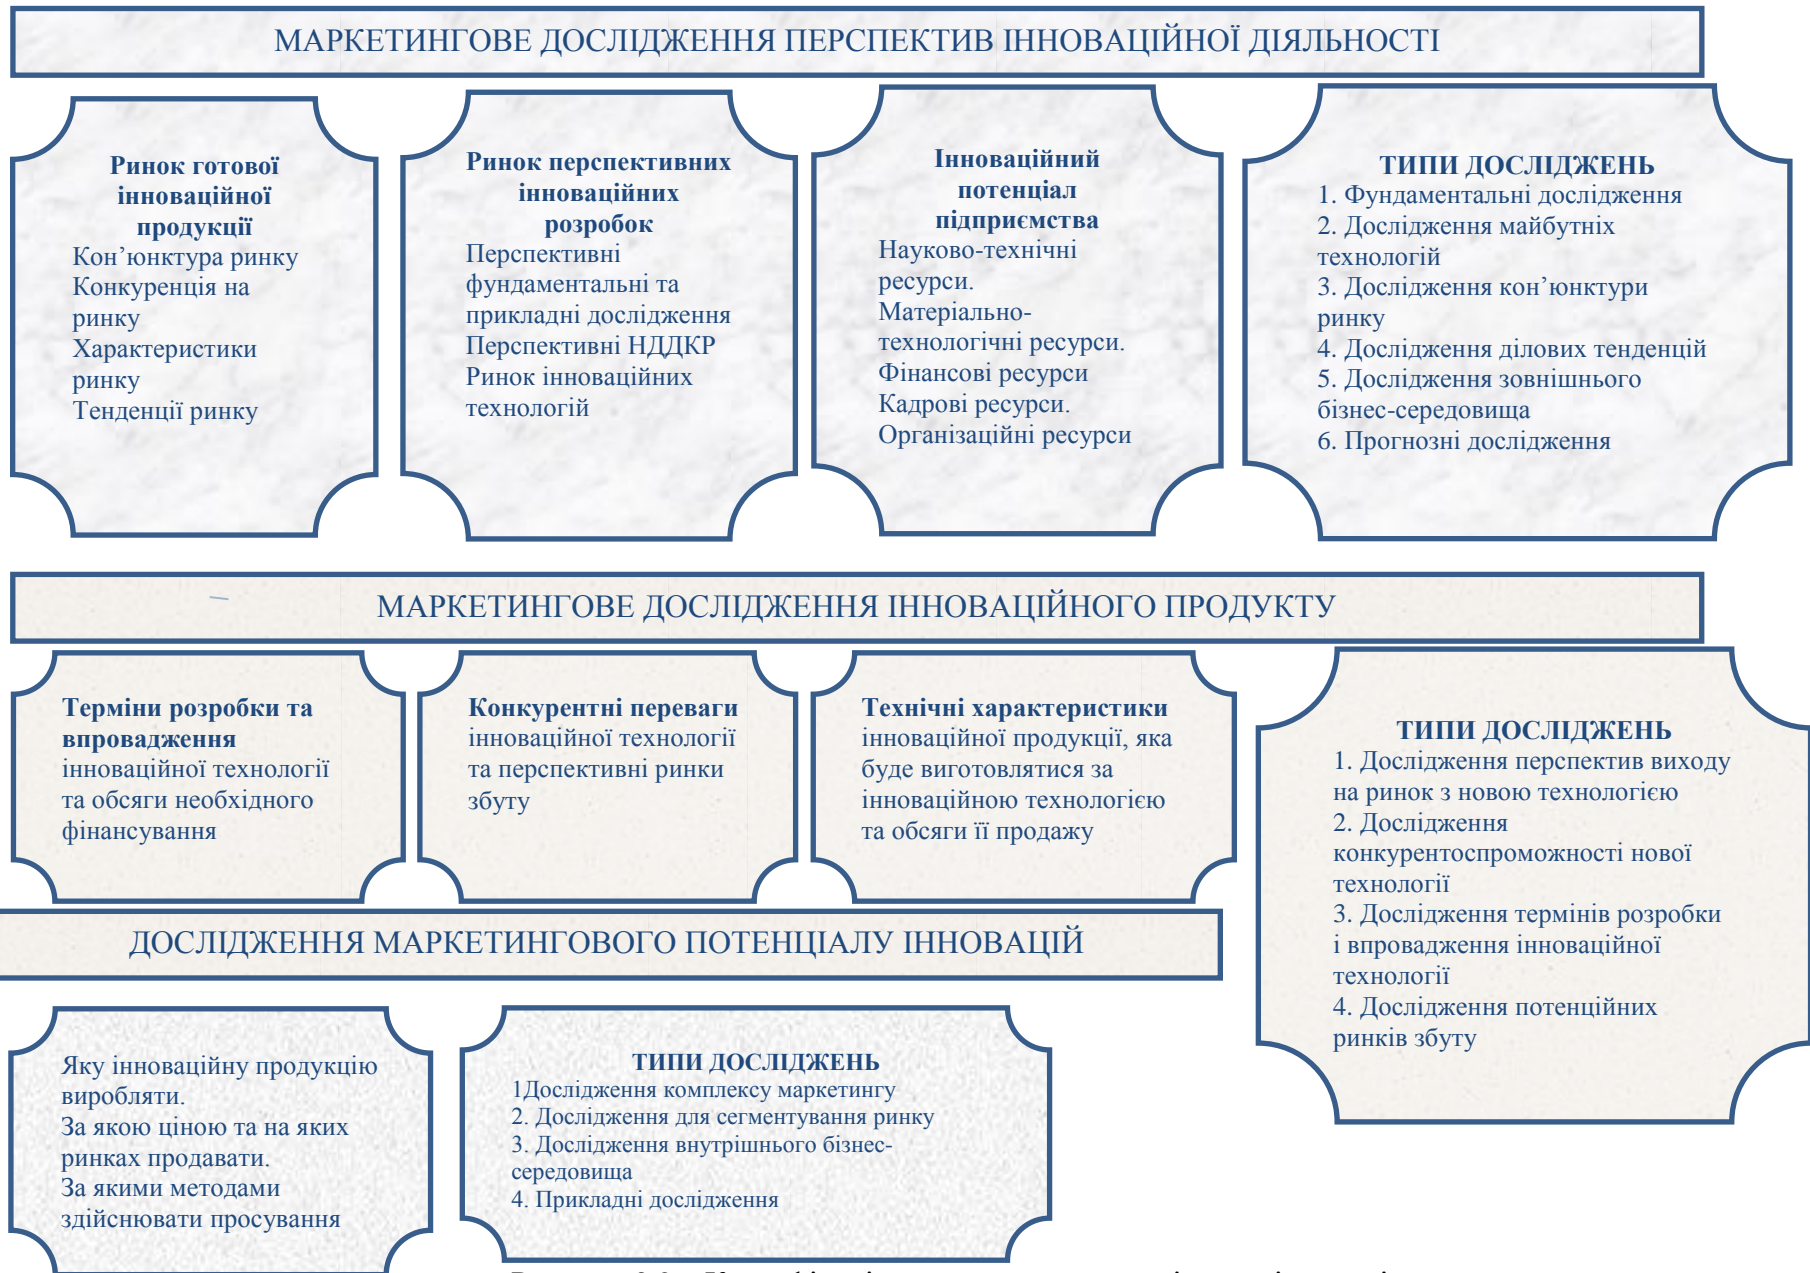 МАРКЕТИНГОВЕ ДОСЛІДЖЕННЯ ПЕРСПЕКТИВ ІННОВАЦІЙНОЇ ДІЯЛЬНОСТІ
Ринок готової
інноваційної
продукції
Кон’юнктура ринку
Конкуренція на
ринку
Характеристики
ринку
Тенденції ринку
Ринок перспективних
інноваційних
розробок
Перспективні
фундаментальні та
прикладні дослідження
Перспективні НДДКР
Ринок інноваційних
технологій
Інноваційний
потенціал
підприємства
Науково-технічні
ресурси.
Матеріально-
технологічні ресурси.
Фінансові ресурси
Кадрові ресурси.
Організаційні ресурси
ТИПИ ДОСЛІДЖЕНЬ
1. Фундаментальні дослідження
2. Дослідження майбутніх
технологій
3. Дослідження кон’юнктури
ринку
4. Дослідження ділових тенденцій
5. Дослідження зовнішнього
бізнес-середовища
6. Прогнозні дослідження
МАРКЕТИНГОВЕ ДОСЛІДЖЕННЯ ІННОВАЦІЙНОГО ПРОДУКТУ
Терміни розробки та
впровадження
інноваційної технології
та обсяги необхідного
фінансування
Конкурентні переваги
інноваційної технології
та перспективні ринки
збуту
Технічні характеристики
інноваційної продукції, яка
буде виготовлятися за
інноваційною технологією
та обсяги її продажу
ТИПИ ДОСЛІДЖЕНЬ
1. Дослідження перспектив виходу
на ринок з новою технологією
2. Дослідження
конкурентоспроможності нової
технології
3. Дослідження термінів розробки
і впровадження інноваційної
технології
4. Дослідження потенційних
ринків збуту
ДОСЛІДЖЕННЯ МАРКЕТИНГОВОГО ПОТЕНЦІАЛУ ІННОВАЦІЙ
Яку інноваційну продукцію
виробляти.
За якою ціною та на яких
ринках продавати.
За якими методами
здійснювати просування
ТИПИ ДОСЛІДЖЕНЬ
1Дослідження комплексу маркетингу
2. Дослідження для сегментування ринку
3. Дослідження внутрішнього бізнес-
середовища
4. Прикладні дослідження